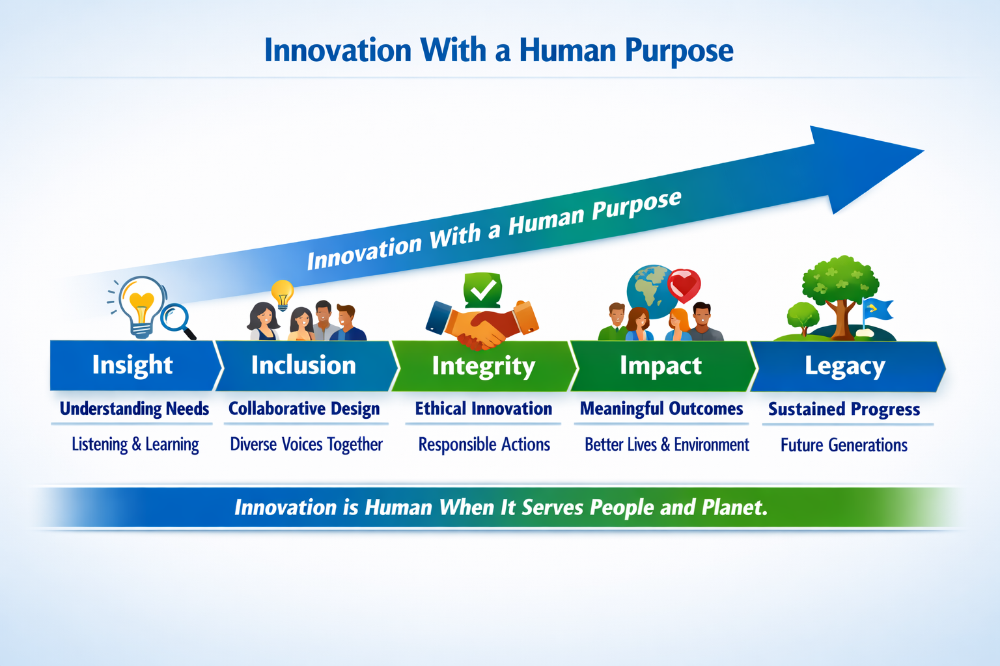 Innovation With a Human Purpose
Innovation With a Human Purpose
Insight
Inclusion
Integrity
Impact
Legacy
Understanding Needs
Collaborative Design
Ethical Innovation
Meaningful Outcomes
Sustained Progress
Listening & Learning
Diverse Voices Together
Responsible Actions
Better Lives & Environment
Future Generations
Innovation is Human When It Serves People and Planet.